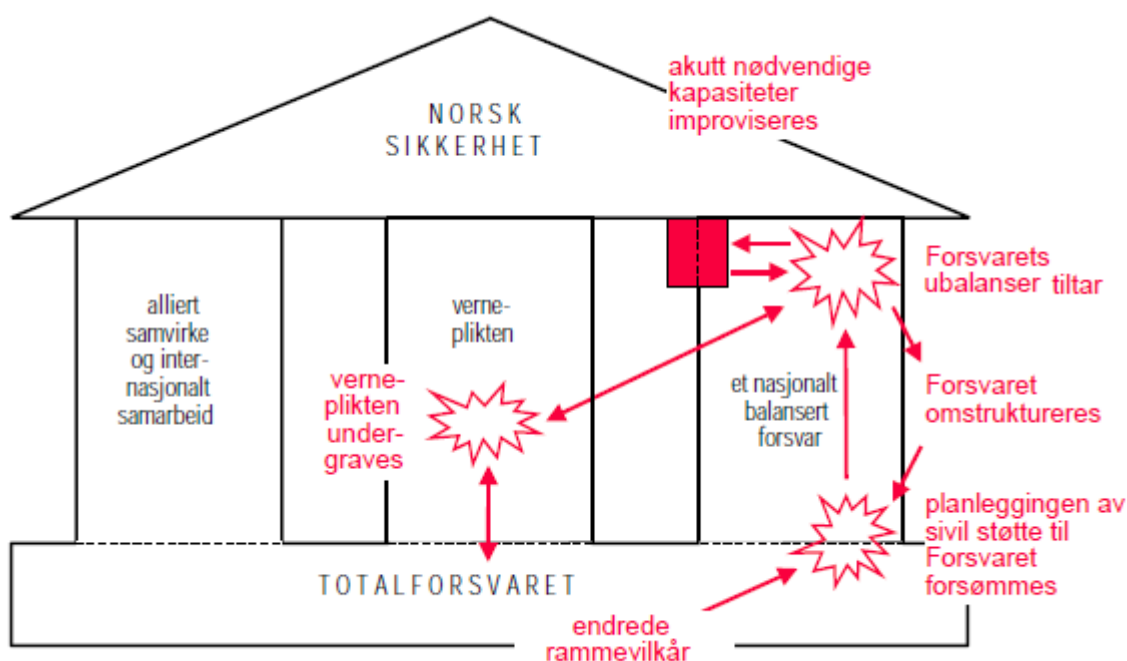 akutt nødvendige
kapasiteter
improviseres
NORSK
SIKKERHET
alliert
samvirke
og inter-
nasjonalt
samarbeid
verne-
plikten
verne-
plikten
under-
graves
et nasjonalt
balansert
forsvar
Forsvarets
ubalanser tiltar
Forsvaret
omstruktureres
planleggingen av
sivil støtte til
Forsvaret
forsømmes
TOTALFORSVARET
endrede
rammevilkår